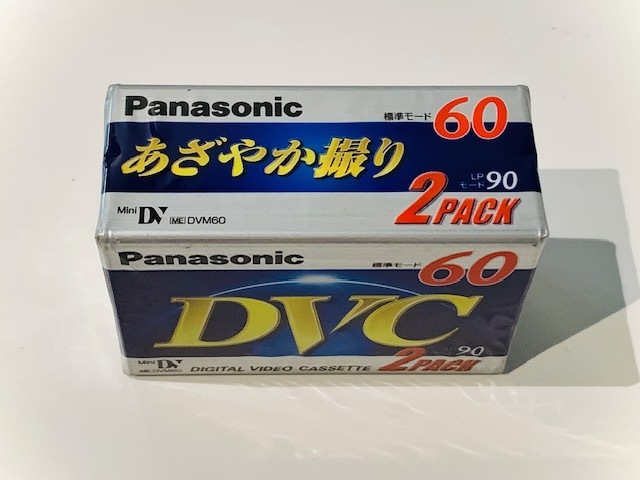 Panasonic
標準モード 60
あざやか撮り
LP
モード 90
Mini DV ME DVM60
2PACK
Panasonic
標準モード 60
DVC
90
Mini DV
ME DVM60
DIGITAL VIDEO CASSETTE
2PACK